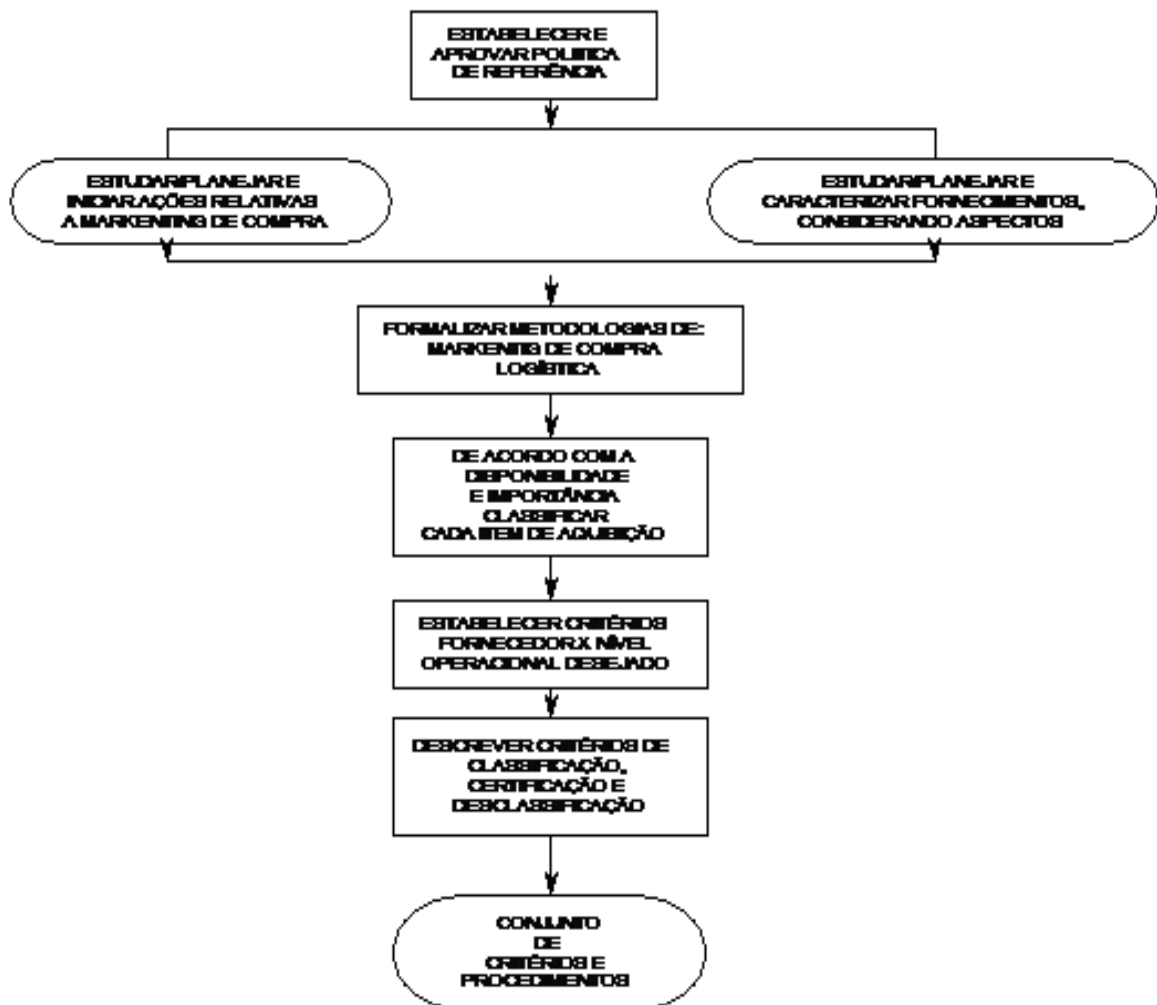 ESTABELECER E
APROVAR POLÍTICA
DE REFERÊNCIA
ESTUDAR/PLANEJAR E
INICIAR AÇÕES RELATIVAS
A MARKENTING DE COMPRA
ESTUDAR/PLANEJAR E
CARACTERIZAR FORNECIMENTOS,
CONSIDERANDO ASPECTOS
FORMALIZAR METODOLOGIAS DE:
MARKENTIG DE COMPRA
LOGÍSTICA
DE ACORDO COM A
DISPONIBILIDADE
E IMPORTÂNCIA
CLASSIFICAR
CADA ITEM DE AQUISIÇÃO
ESTABELECER CRITÉRIOS
FORNECEDOR X NÍVEL
OPERACIONAL DESEJADO
DESCREVER CRITÉRIOS DE
CLASSIFICAÇÃO,
CERTIFICAÇÃO E
DESCLASSIFICAÇÃO
CONJUNTO
DE
CRITÉRIOS E
PROCEDIMENTOS